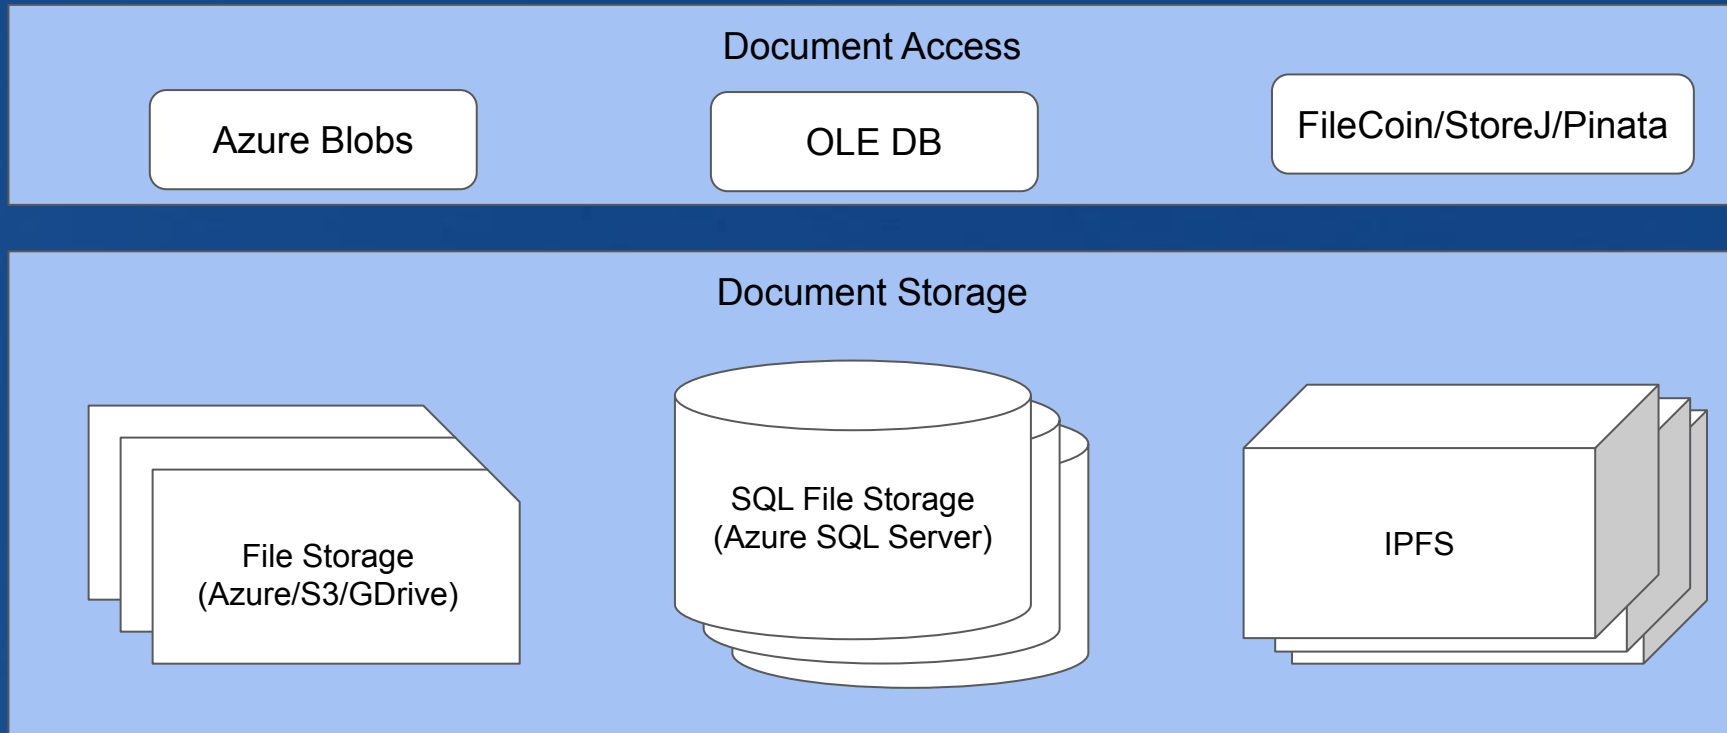 Document Access
Azure Blobs
OLE DB
FileCoin/StoreJ/Pinata
Document Storage
File Storage
(Azure/S3/GDrive)
SQL File Storage
(Azure SQL Server)
IPFS